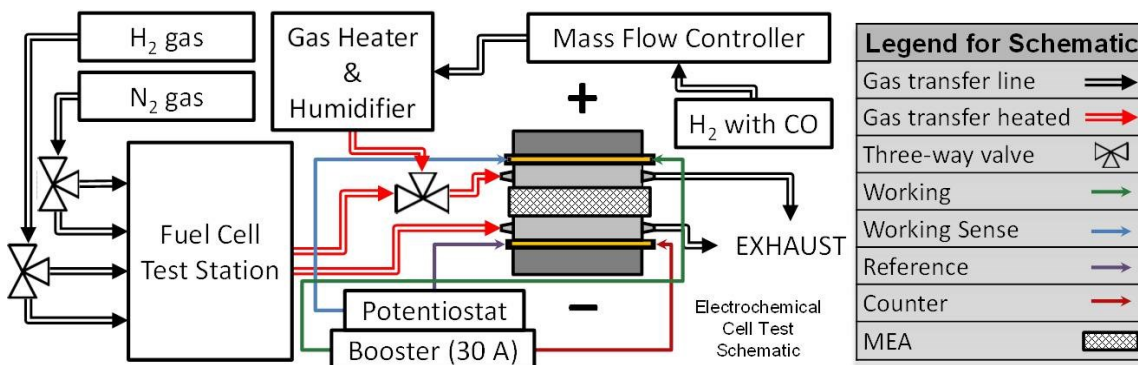 H₂ gas
N₂ gas
Gas Heater
&
Humidifier
Mass Flow Controller
H₂ with CO
+
Fuel Cell
Test Station
EXHAUST
−
Potentiostat
Booster (30 A)
Electrochemical
Cell Test
Schematic
Legend for Schematic
Gas transfer line
Gas transfer heated
Three-way valve
Working
Working Sense
Reference
Counter
MEA